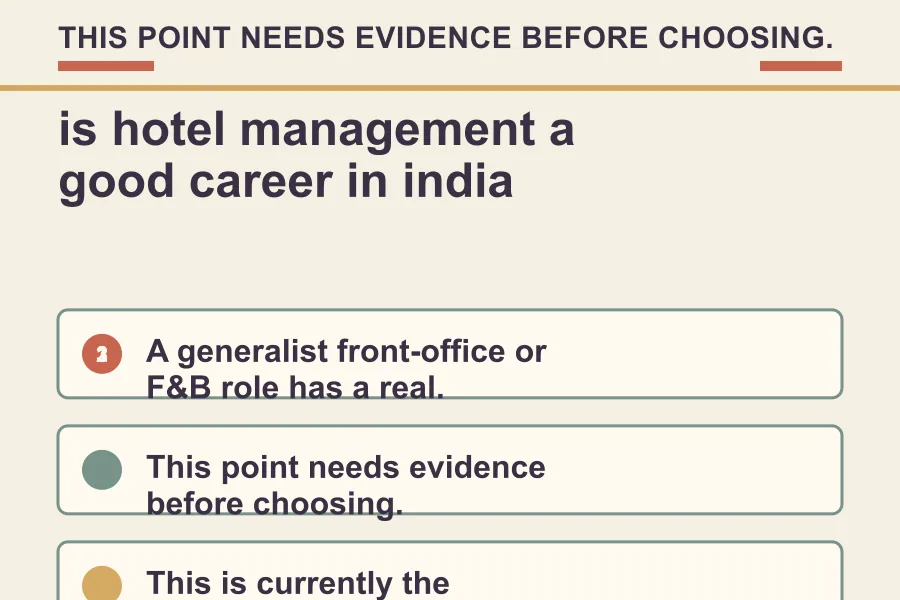 THIS POINT NEEDS EVIDENCE BEFORE CHOOSING.
is hotel management a
good career in india
A generalist front-office or
F&B role has a real.
This point needs evidence
before choosing.
This is currently the